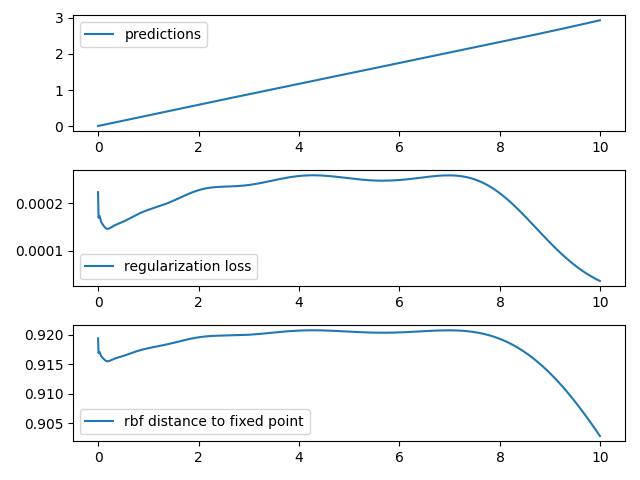 3
2
1
0
predictions
0 2 4 6 8 10
0.0002
0.0001
regularization loss
0 2 4 6 8 10
0.920
0.915
0.910
0.905
rbf distance to fixed point
0 2 4 6 8 10